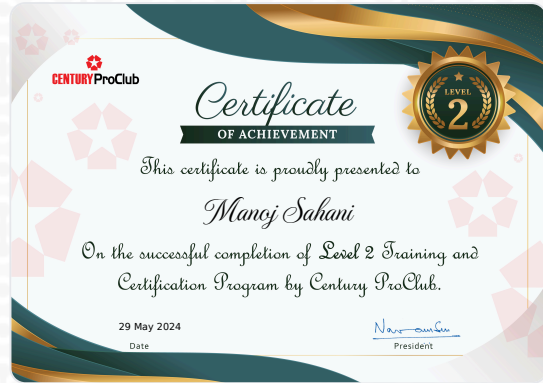 CENTURY ProClub
Certificate
OF ACHIEVEMENT
LEVEL
2
This certificate is proudly presented to
Manoj Sahani
On the successful completion of Level 2 Training and
Certification Program by Century ProClub.
29 May 2024
Date
President